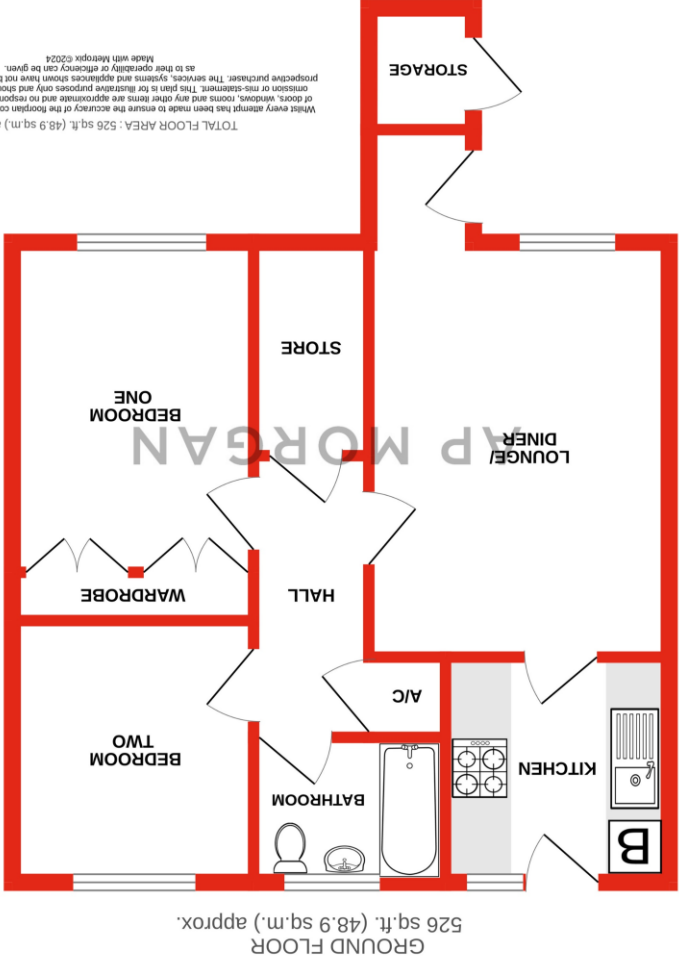 GROUND FLOOR
526 sq.ft. (48.9 sq.m.) approx.
B
KITCHEN
BATHROOM
BEDROOM
TWO
A/C
HALL
WARDROBE
LOUNGE/
DINER
AP MORGAN
BEDROOM
ONE
STORE
STORAGE
TOTAL FLOOR AREA : 526 sq.ft. (48.9 sq.m.)
Whilst every attempt has been made to ensure the accuracy of the floorplan
of doors, windows, rooms and any other items are approximate and no
omission or mis-statement. This plan is for illustrative purposes only and
prospective purchaser. The services, systems and appliances shown have not
as to their operability or efficiency can be given.
Made with Metropix ©2024